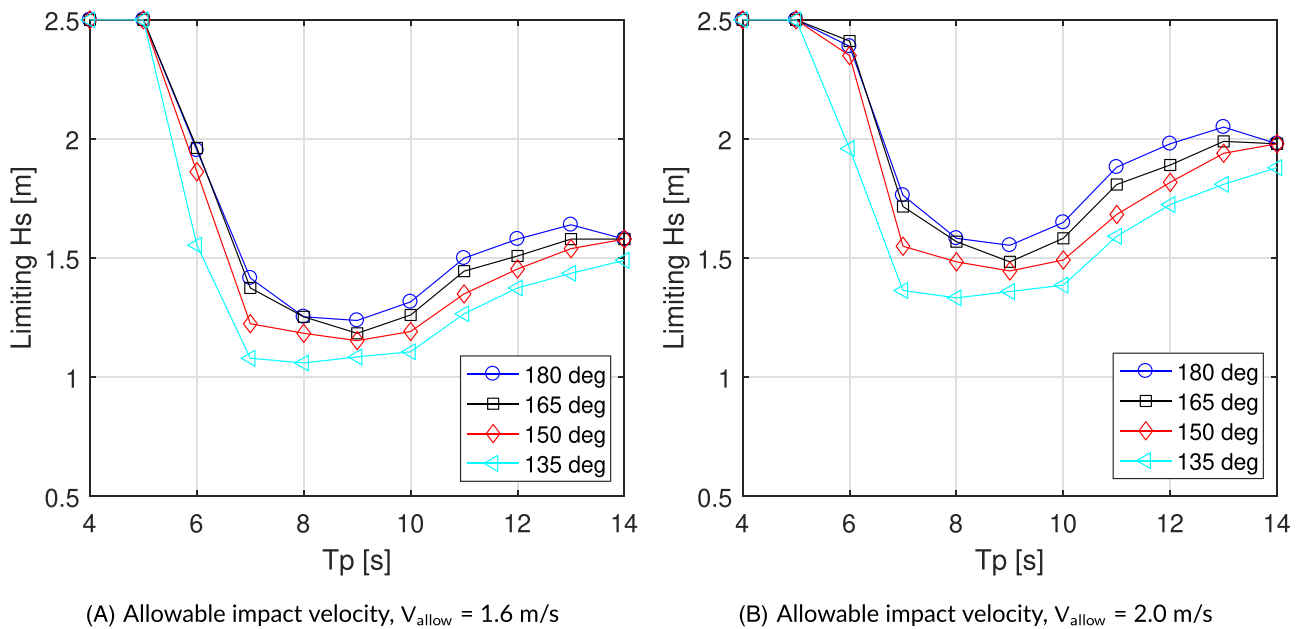 2.5
2
1.5
1
0.5
Limiting Hs [m]
4 6 8 10 12 14
Tp [s]
180 deg
165 deg
150 deg
135 deg
(A) Allowable impact velocity, Vallow = 1.6 m/s
2.5
2
1.5
1
0.5
Limiting Hs [m]
4 6 8 10 12 14
Tp [s]
180 deg
165 deg
150 deg
135 deg
(B) Allowable impact velocity, Vallow = 2.0 m/s